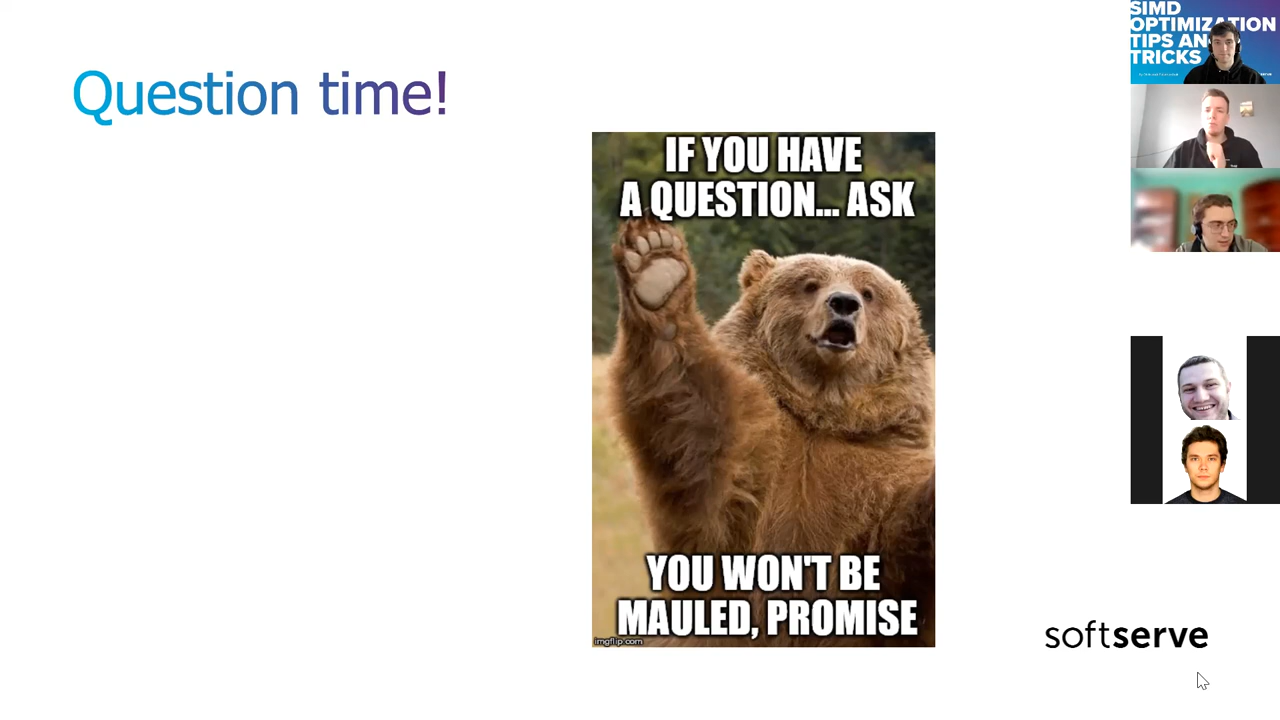 Question time!
IF YOU HAVE
A QUESTION... ASK
YOU WON'T BE
MAULED, PROMISE
imgflip.com
softserve
SIMD
OPTIMIZATION
TIPS AN
TRICKS